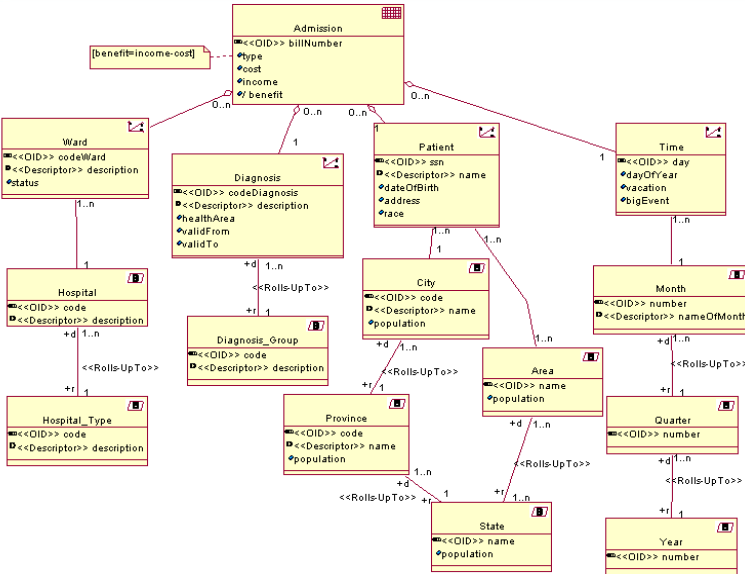 Admission
<<OID>> billNumber
type
cost
income
/ benefit
[benefit=income-cost]
0..n
0..n
0..n
0..n
1
1
1
Ward
<<OID>> codeWard
<<Descriptor>> description
status
Diagnosis
<<OID>> codeDiagnosis
<<Descriptor>> description
healthArea
validFrom
validTo
Patient
<<OID>> ssn
<<Descriptor>> name
dateOfBirth
address
race
Time
<<OID>> day
dayOfYear
vacation
bigEvent
1..n
1
+d 1..n
<<Rolls-UpTo>>
+r 1
1..n
1
1..n
1..n
1..n
1
Hospital
<<OID>> code
<<Descriptor>> description
+d 1..n
<<Rolls-UpTo>>
+r 1
Hospital_Type
<<OID>> code
<<Descriptor>> description
Diagnosis_Group
<<OID>> code
<<Descriptor>> description
City
<<OID>> code
<<Descriptor>> name
population
+d 1..n
<<Rolls-UpTo>>
+r 1
Area
<<OID>> name
population
+d 1..n
<<Rolls-UpTo>>
+r 1..n
Month
<<OID>> number
<<Descriptor>> nameOfMonth
+d 1..n
<<Rolls-UpTo>>
+r 1
Province
<<OID>> code
<<Descriptor>> name
population
1..n
+d
<<Rolls-UpTo>>
1
+r
Quarter
<<OID>> number
+d 1..n
<<Rolls-UpTo>>
+r 1
State
<<OID>> name
population
Year
<<OID>> number